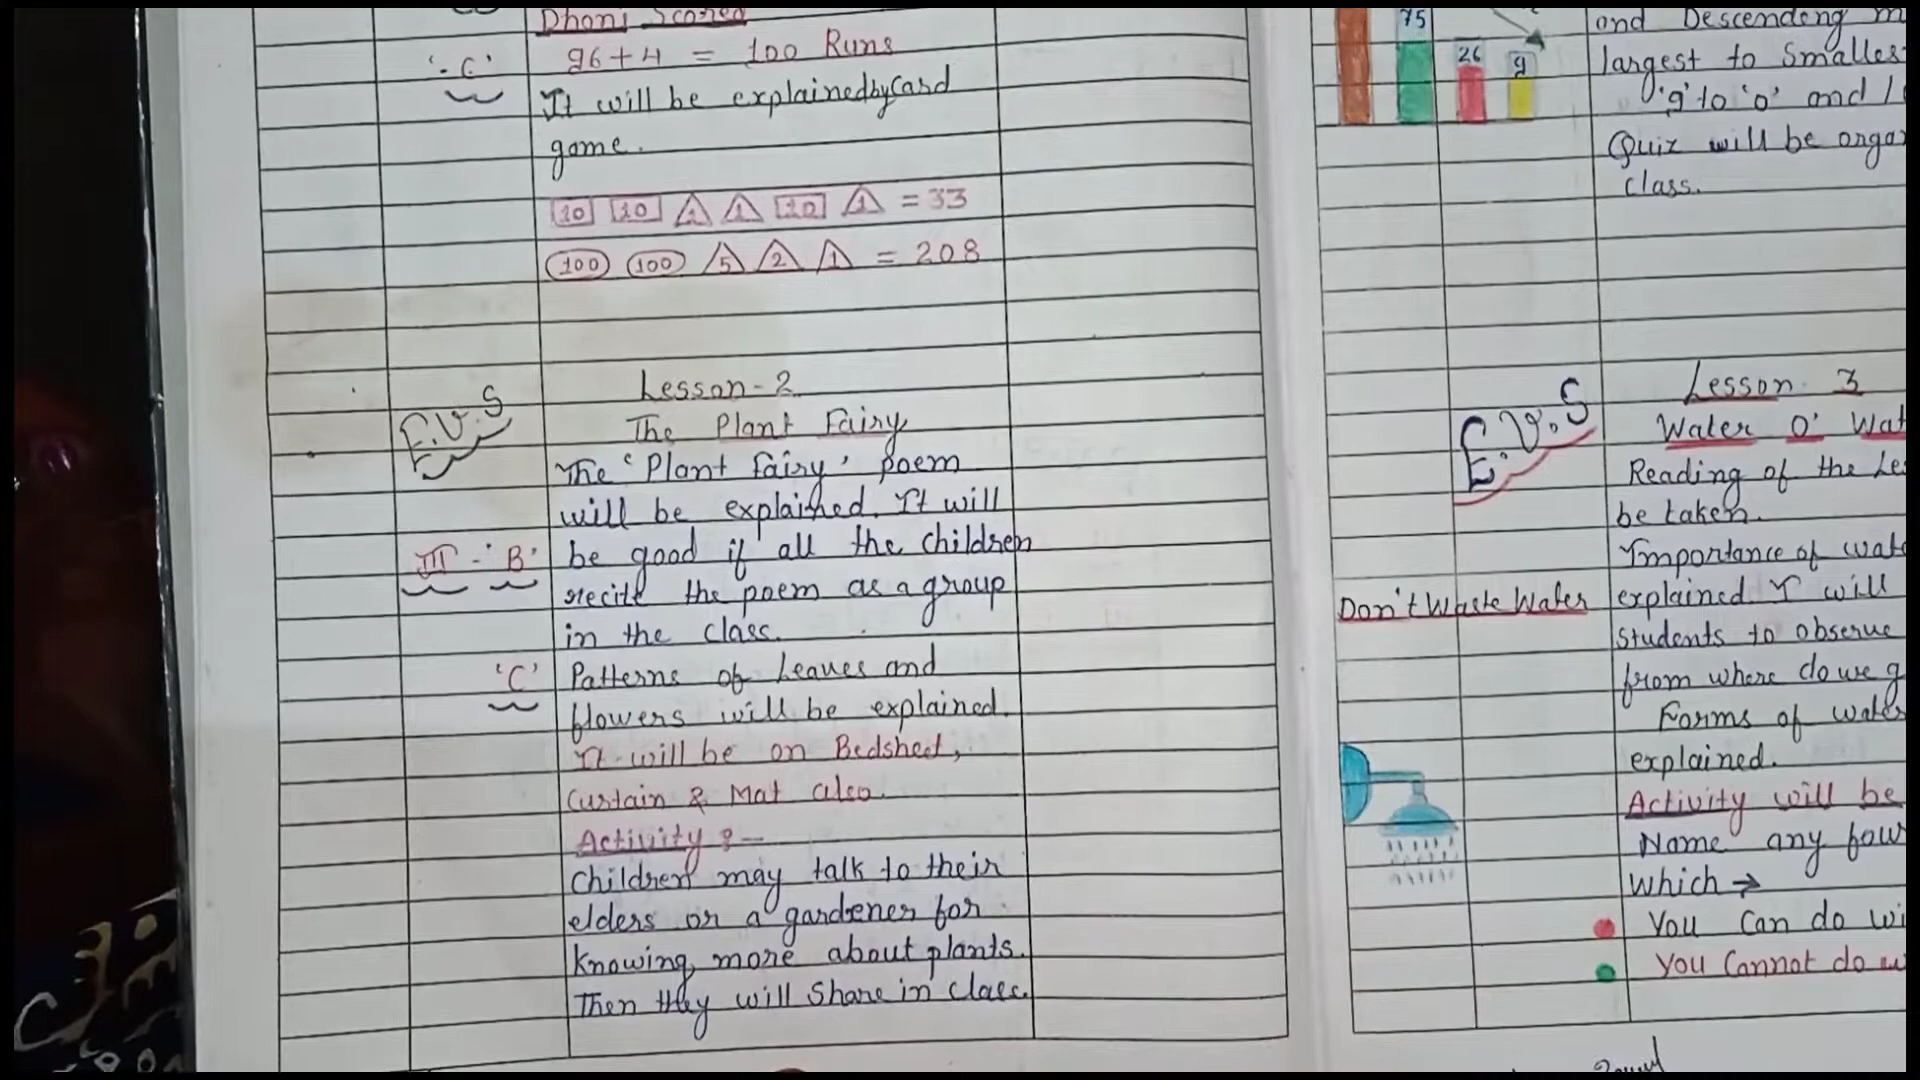 Dhoni Scored
'-C' 96+4 = 100 Runs
It will be explainedbyCard
game.
10 10 1 1 10 1 = 33
100 100 5 2 1 = 208
Lesson-2
E.V.S
The Plant Fairy
The 'Plant Fairy' poem
will be explained. It will
III - 'B' be good if all the children
recite the poem as a group
in the class.
'C' Patterns of Leaves and
flowers will be explained.
It will be on Bedsheet,
Curtain & Mat also.
Activity :-
Children may talk to their
elders or a gardener for
Knowing more about plants.
Then they will Share in class.
75
26
9
and Descending
largest to Smalles
'9' to '0' and
Quiz will be
class.
Lesson 3
E.V.S
Water O' Wat
Reading of the Le
be taken.
Importance of wat
Don't Waste Water explained. I will
Students to observe
from where do we g
Forms of water
explained.
Activity will be
Name any fou
which →
You Can do wi
You Cannot do w